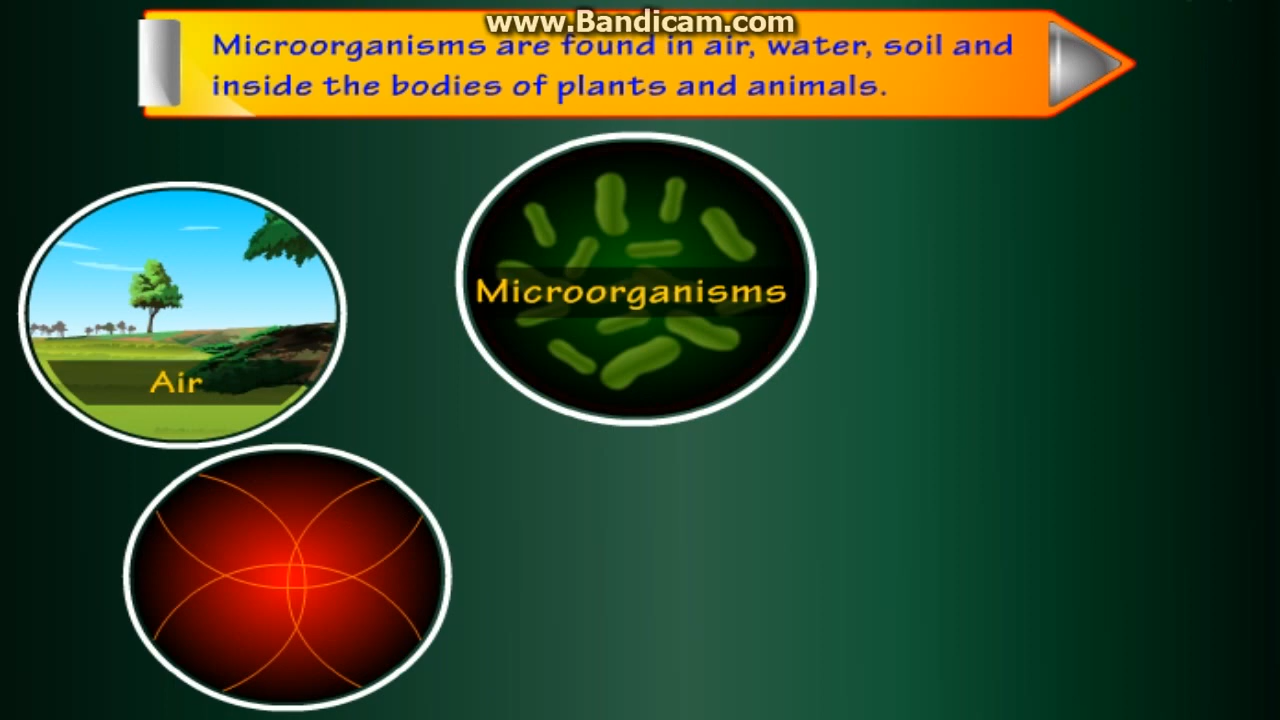 www.Bandicam.com
Microorganisms are found in air, water, soil and
inside the bodies of plants and animals.
Microorganisms
Air